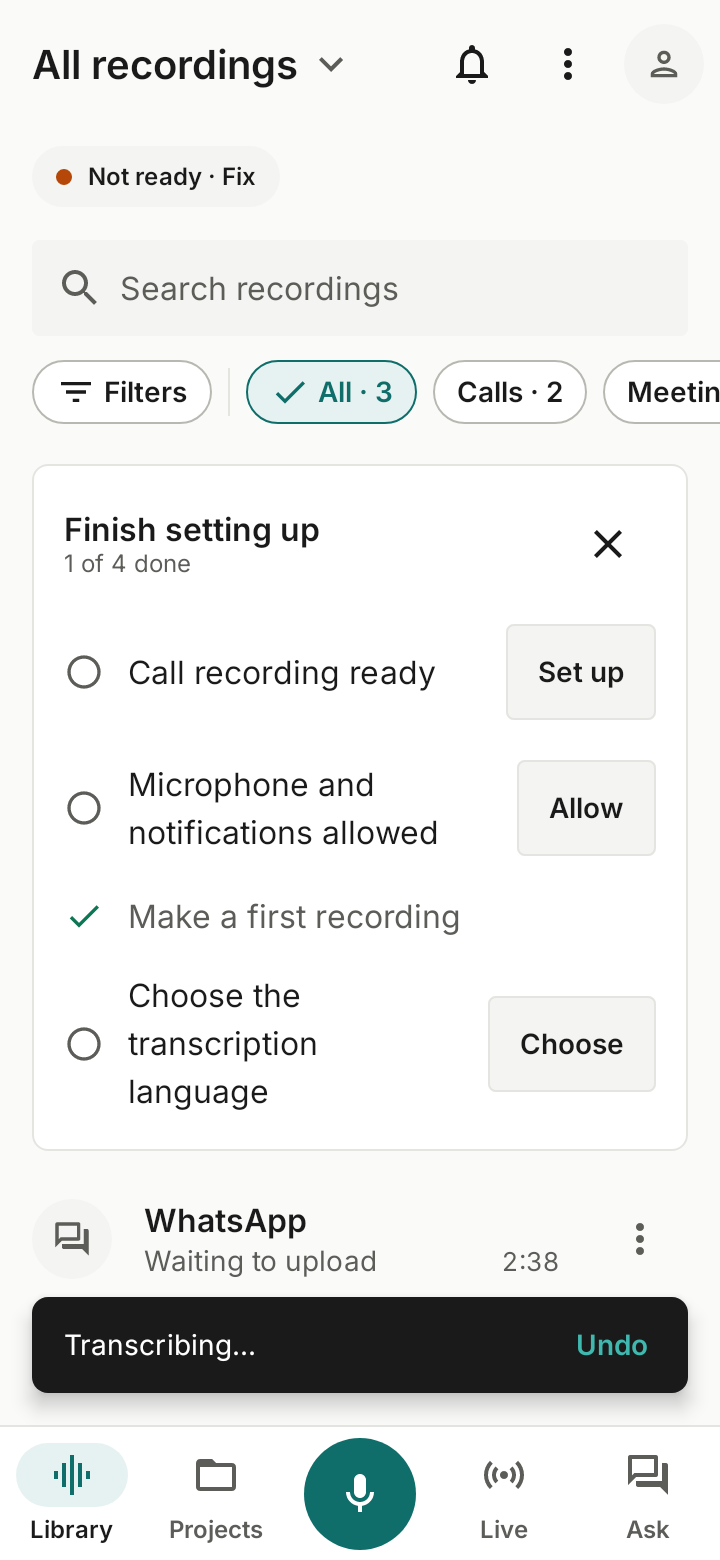 All recordings
Not ready · Fix
Search recordings
Filters
All · 3
Calls · 2
Meetin
Finish setting up
1 of 4 done
Call recording ready
Set up
Microphone and
notifications allowed
Allow
Make a first recording
Choose the
transcription
language
Choose
WhatsApp
Waiting to upload
2:38
Transcribing...
Undo
Library
Projects
Live
Ask